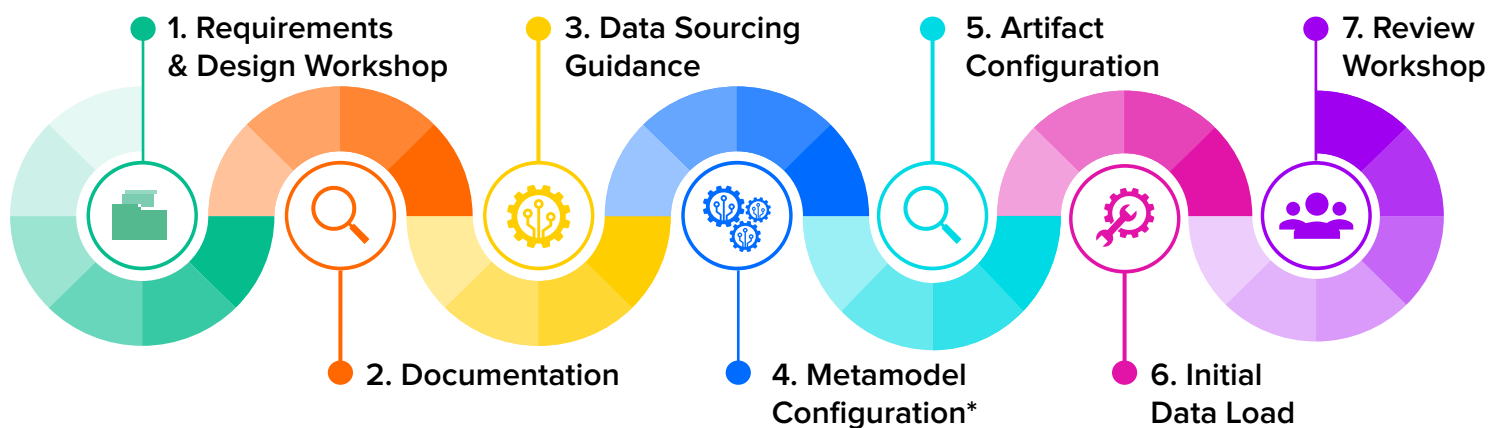 1. Requirements
& Design Workshop
2. Documentation
3. Data Sourcing
Guidance
4. Metamodel
Configuration*
5. Artifact
Configuration
6. Initial
Data Load
7. Review
Workshop